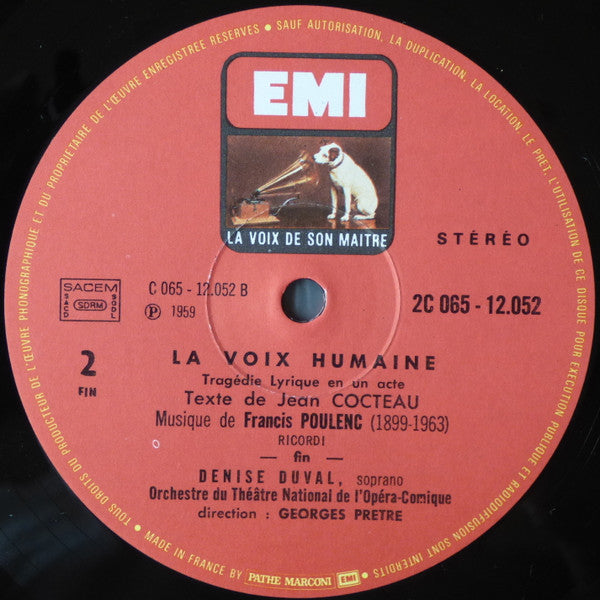 TOUS DROITS DU PRODUCTEUR DE L'ŒUVRE PHONOGRAPHIQUE ET DU PROPRIETAIRE DE L'ŒUVRE ENREGISTREE RESERVES ● SAUF AUTORISATION, LA DUPLICATION, LA LOCATION, LE PRET, L'UTILISATION DE CE DISQUE POUR EXECUTION PUBLIQUE ET RADIODIFFUSION SONT INTERDITS ●
EMI
LA VOIX DE SON MAITRE
STÉRÉO
SACEM
SACD SDRM SGDL
C 065 - 12.052 B
℗ 1959
2C 065 - 12.052
2
FIN
LA VOIX HUMAINE
Tragédie Lyrique en un acte
Texte de Jean COCTEAU
Musique de Francis POULENC (1899-1963)
RICORDI
— fin —
DENISE DUVAL, soprano
Orchestre du Théâtre National de l'Opéra-Comique
direction : GEORGES PRETRE
MADE IN FRANCE BY PATHE MARCONI EMI